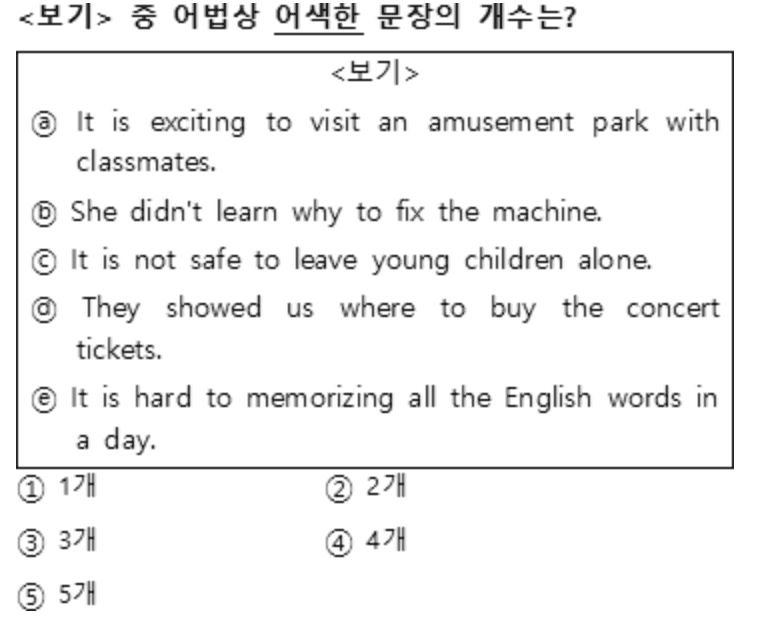 <보기> 중 어법상 어색한 문장의 개수는?
<보기>
ⓐ It is exciting to visit an amusement park with
classmates.
ⓑ She didn't learn why to fix the machine.
ⓒ It is not safe to leave young children alone.
ⓓ They showed us where to buy the concert
tickets.
ⓔ It is hard to memorizing all the English words in
a day.
① 1개 ② 2개
③ 3개 ④ 4개
⑤ 5개